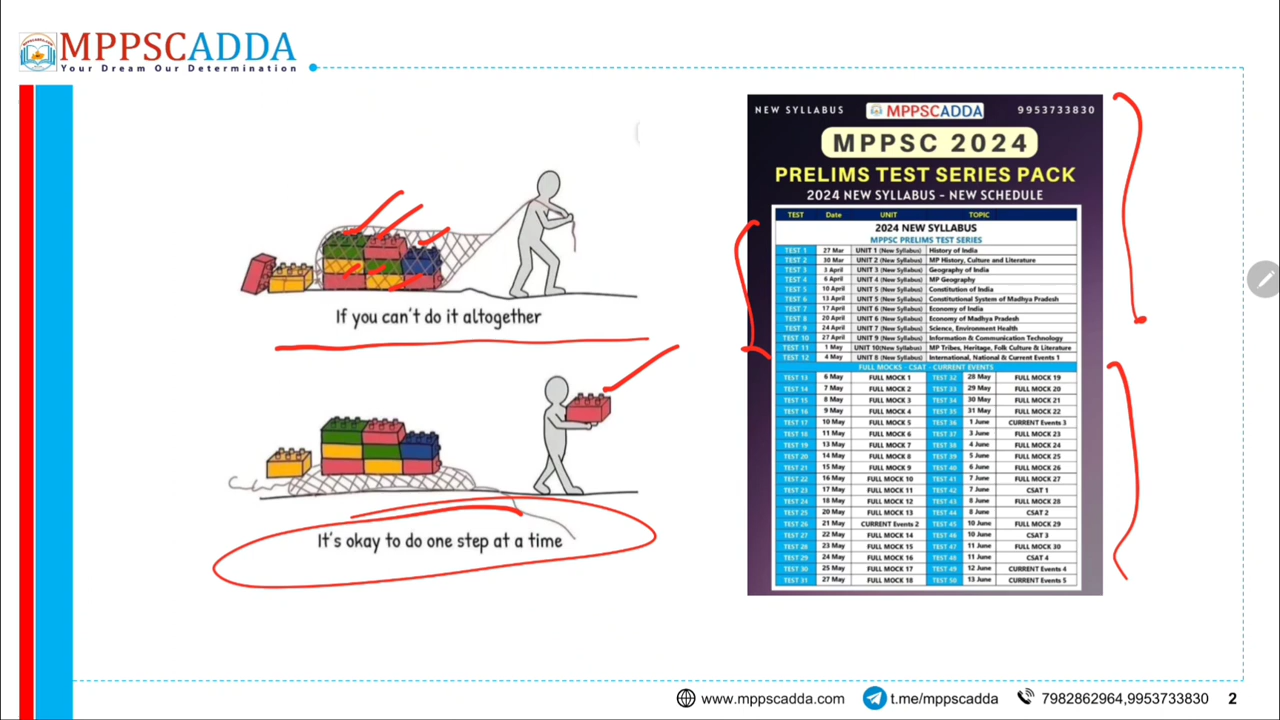 MPPSCADDA
Your Dream Our Determination
If you can't do it altogether
It's okay to do one step at a time
NEW SYLLABUS MPPSCADDA 9953733830
MPPSC 2024
PRELIMS TEST SERIES PACK
2024 NEW SYLLABUS - NEW SCHEDULE
TEST Date UNIT TOPIC
2024 NEW SYLLABUS
MPPSC PRELIMS TEST SERIES
TEST 1 27 Mar UNIT 1 (New Syllabus) History of India
TEST 2 30 Mar UNIT 2 (New Syllabus) MP History, Culture and Literature
TEST 3 3 April UNIT 3 (New Syllabus) Geography of India
TEST 4 6 April UNIT 4 (New Syllabus) MP Geography
TEST 5 10 April UNIT 5 (New Syllabus) Constitution of India
TEST 6 13 April UNIT 5 (New Syllabus) Constitutional System of Madhya Pradesh
TEST 7 17 April UNIT 6 (New Syllabus) Economy of India
TEST 8 20 April UNIT 6 (New Syllabus) Economy of Madhya Pradesh
TEST 9 24 April UNIT 7 (New Syllabus) Science, Environment Health
TEST 10 27 April UNIT 9 (New Syllabus) Information & Communication Technology
TEST 11 1 May UNIT 10(New Syllabus) MP Tribes, Heritage, Folk Culture & Literature
TEST 12 4 May UNIT 8 (New Syllabus) International, National & Current Events 1
FULL MOCKS - CSAT - CURRENT EVENTS
TEST 13 6 May FULL MOCK 1 TEST 32 28 May FULL MOCK 19
TEST 14 7 May FULL MOCK 2 TEST 33 29 May FULL MOCK 20
TEST 15 8 May FULL MOCK 3 TEST 34 30 May FULL MOCK 21
TEST 16 9 May FULL MOCK 4 TEST 35 31 May FULL MOCK 22
TEST 17 10 May FULL MOCK 5 TEST 36 1 June CURRENT Events 3
TEST 18 11 May FULL MOCK 6 TEST 37 3 June FULL MOCK 23
TEST 19 13 May FULL MOCK 7 TEST 38 4 June FULL MOCK 24
TEST 20 14 May FULL MOCK 8 TEST 39 5 June FULL MOCK 25
TEST 21 15 May FULL MOCK 9 TEST 40 6 June FULL MOCK 26
TEST 22 16 May FULL MOCK 10 TEST 41 7 June FULL MOCK 27
TEST 23 17 May FULL MOCK 11 TEST 42 7 June CSAT 1
TEST 24 18 May FULL MOCK 12 TEST 43 8 June FULL MOCK 28
TEST 25 20 May FULL MOCK 13 TEST 44 8 June CSAT 2
TEST 26 21 May CURRENT Events 2 TEST 45 10 June FULL MOCK 29
TEST 27 22 May FULL MOCK 14 TEST 46 10 June CSAT 3
TEST 28 23 May FULL MOCK 15 TEST 47 11 June FULL MOCK 30
TEST 29 24 May FULL MOCK 16 TEST 48 11 June CSAT 4
TEST 30 25 May FULL MOCK 17 TEST 49 12 June CURRENT Events 4
TEST 31 27 May FULL MOCK 18 TEST 50 13 June CURRENT Events 5
www.mppscadda.com t.me/mppscadda 7982862964,9953733830 2